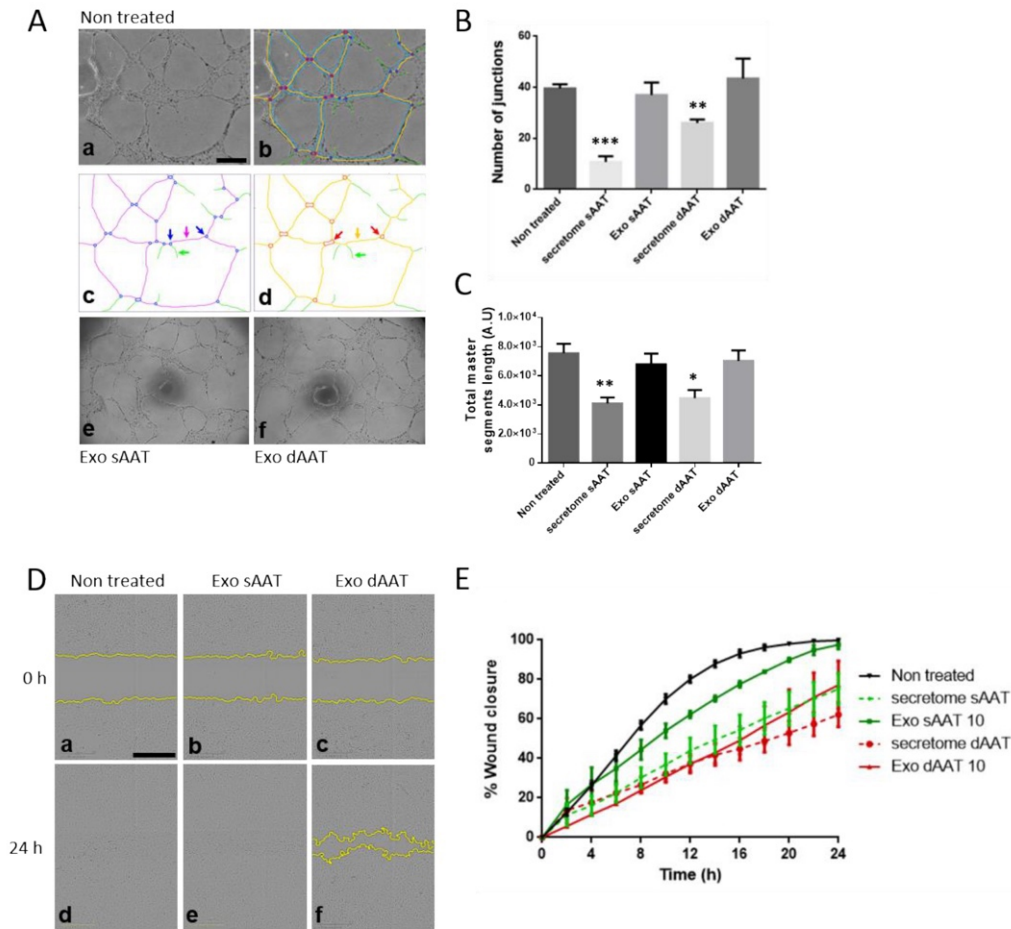 A
Non treated
a
b
c
d
e
f
Exo sAAT
Exo dAAT
B
Number of junctions
60
40
20
0
***
**
Non treated
secretome sAAT
Exo sAAT
secretome dAAT
Exo dAAT
C
Total master
segments length (A.U)
1.0×10⁴
8.0×10³
6.0×10³
4.0×10³
2.0×10³
0
**
*
Non treated
secretome sAAT
Exo sAAT
secretome dAAT
Exo dAAT
D
Non treated
Exo sAAT
Exo dAAT
0 h
a
b
c
24 h
d
e
f
E
% Wound closure
100
80
60
40
20
0
0
4
8
12
16
20
24
Time (h)
Non treated
secretome sAAT
Exo sAAT 10
secretome dAAT
Exo dAAT 10